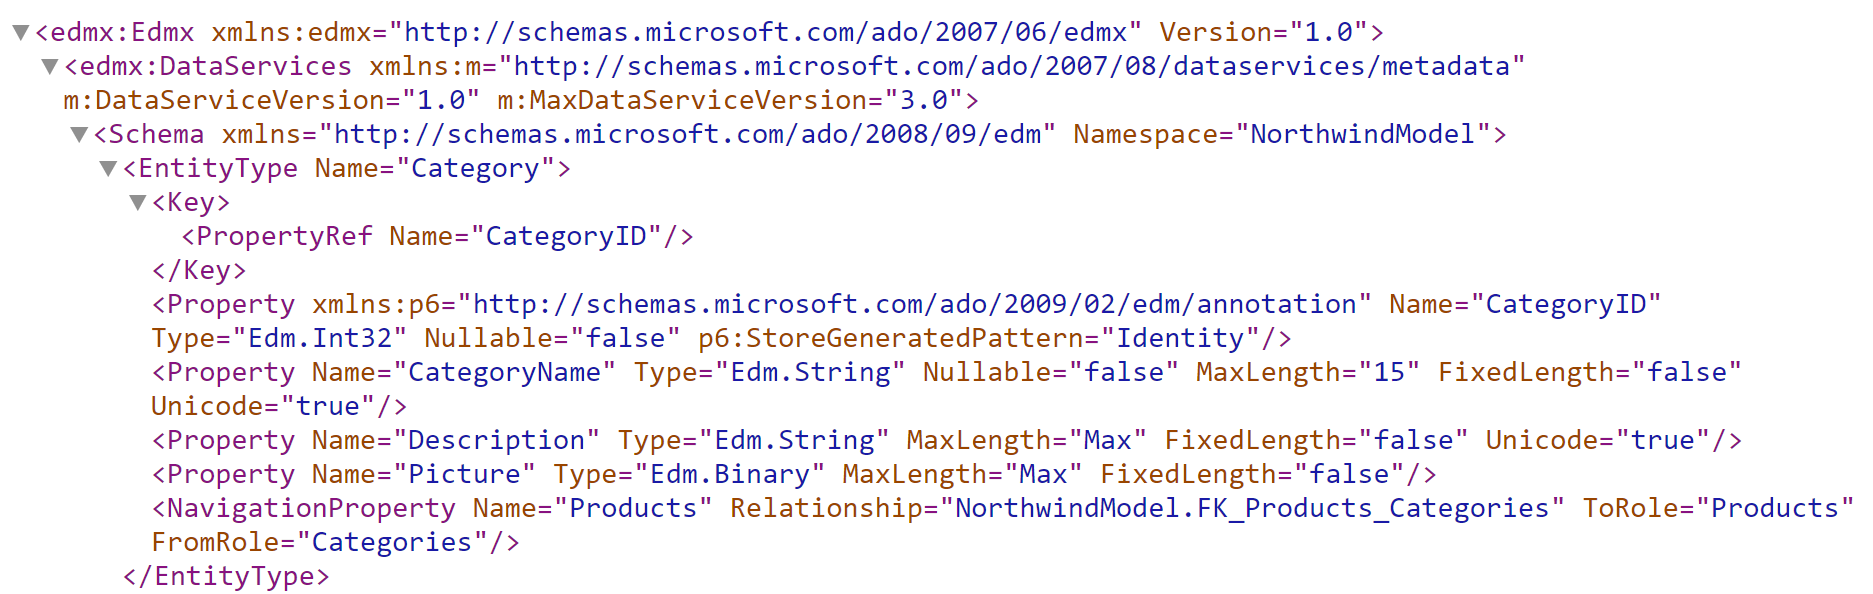 ▼<edmx:Edmx xmlns:edmx="http://schemas.microsoft.com/ado/2007/06/edmx" Version="1.0">
▼<edmx:DataServices xmlns:m="http://schemas.microsoft.com/ado/2007/08/dataservices/metadata"
m:DataServiceVersion="1.0" m:MaxDataServiceVersion="3.0">
▼<Schema xmlns="http://schemas.microsoft.com/ado/2008/09/edm" Namespace="NorthwindModel">
▼<EntityType Name="Category">
▼<Key>
<PropertyRef Name="CategoryID"/>
</Key>
<Property xmlns:p6="http://schemas.microsoft.com/ado/2009/02/edm/annotation" Name="CategoryID"
Type="Edm.Int32" Nullable="false" p6:StoreGeneratedPattern="Identity"/>
<Property Name="CategoryName" Type="Edm.String" Nullable="false" MaxLength="15" FixedLength="false"
Unicode="true"/>
<Property Name="Description" Type="Edm.String" MaxLength="Max" FixedLength="false" Unicode="true"/>
<Property Name="Picture" Type="Edm.Binary" MaxLength="Max" FixedLength="false"/>
<NavigationProperty Name="Products" Relationship="NorthwindModel.FK_Products_Categories" ToRole="Products"
FromRole="Categories"/>
</EntityType>